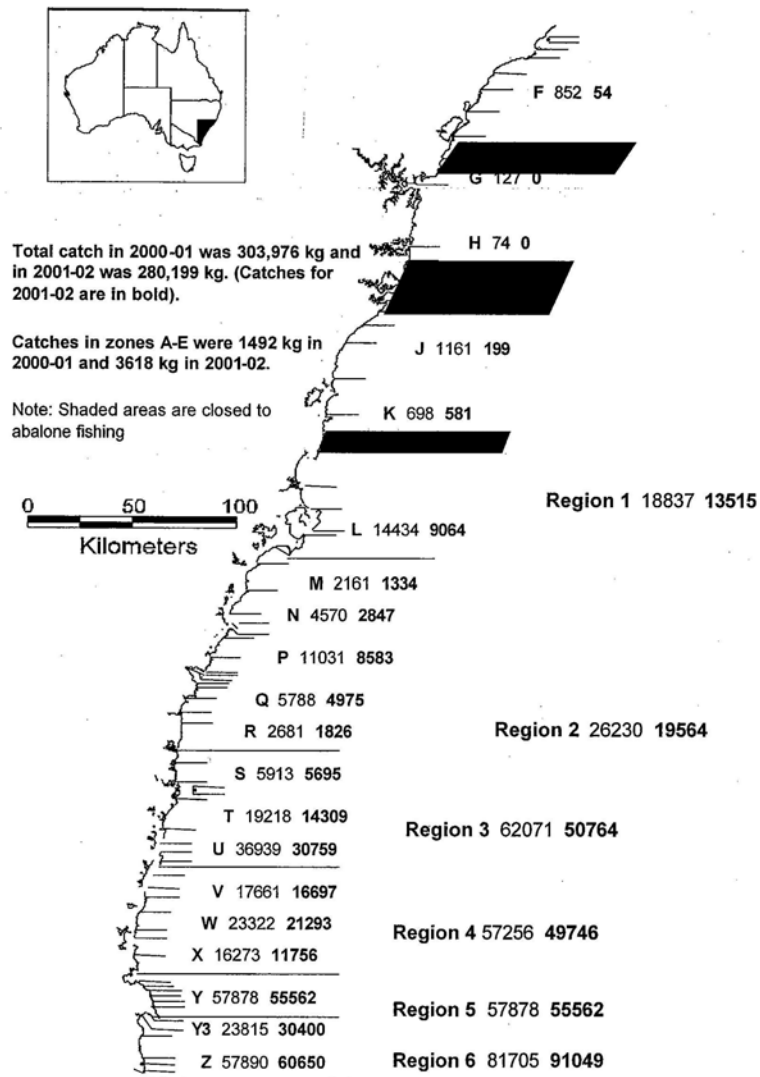 F 852 54
G 127 0
H 74 0
Total catch in 2000-01 was 303,976 kg and
in 2001-02 was 280,199 kg. (Catches for
2001-02 are in bold).
J 1161 199
Catches in zones A-E were 1492 kg in
2000-01 and 3618 kg in 2001-02.
K 698 581
Note: Shaded areas are closed to
abalone fishing
0 50 100
Kilometers
Region 1 18837 13515
L 14434 9064
M 2161 1334
N 4570 2847
P 11031 8583
Q 5788 4975
R 2681 1826
Region 2 26230 19564
S 5913 5695
T 19218 14309
Region 3 62071 50764
U 36939 30759
V 17661 16697
W 23322 21293
Region 4 57256 49746
X 16273 11756
Y 57878 55562
Region 5 57878 55562
Y3 23815 30400
Z 57890 60650
Region 6 81705 91049